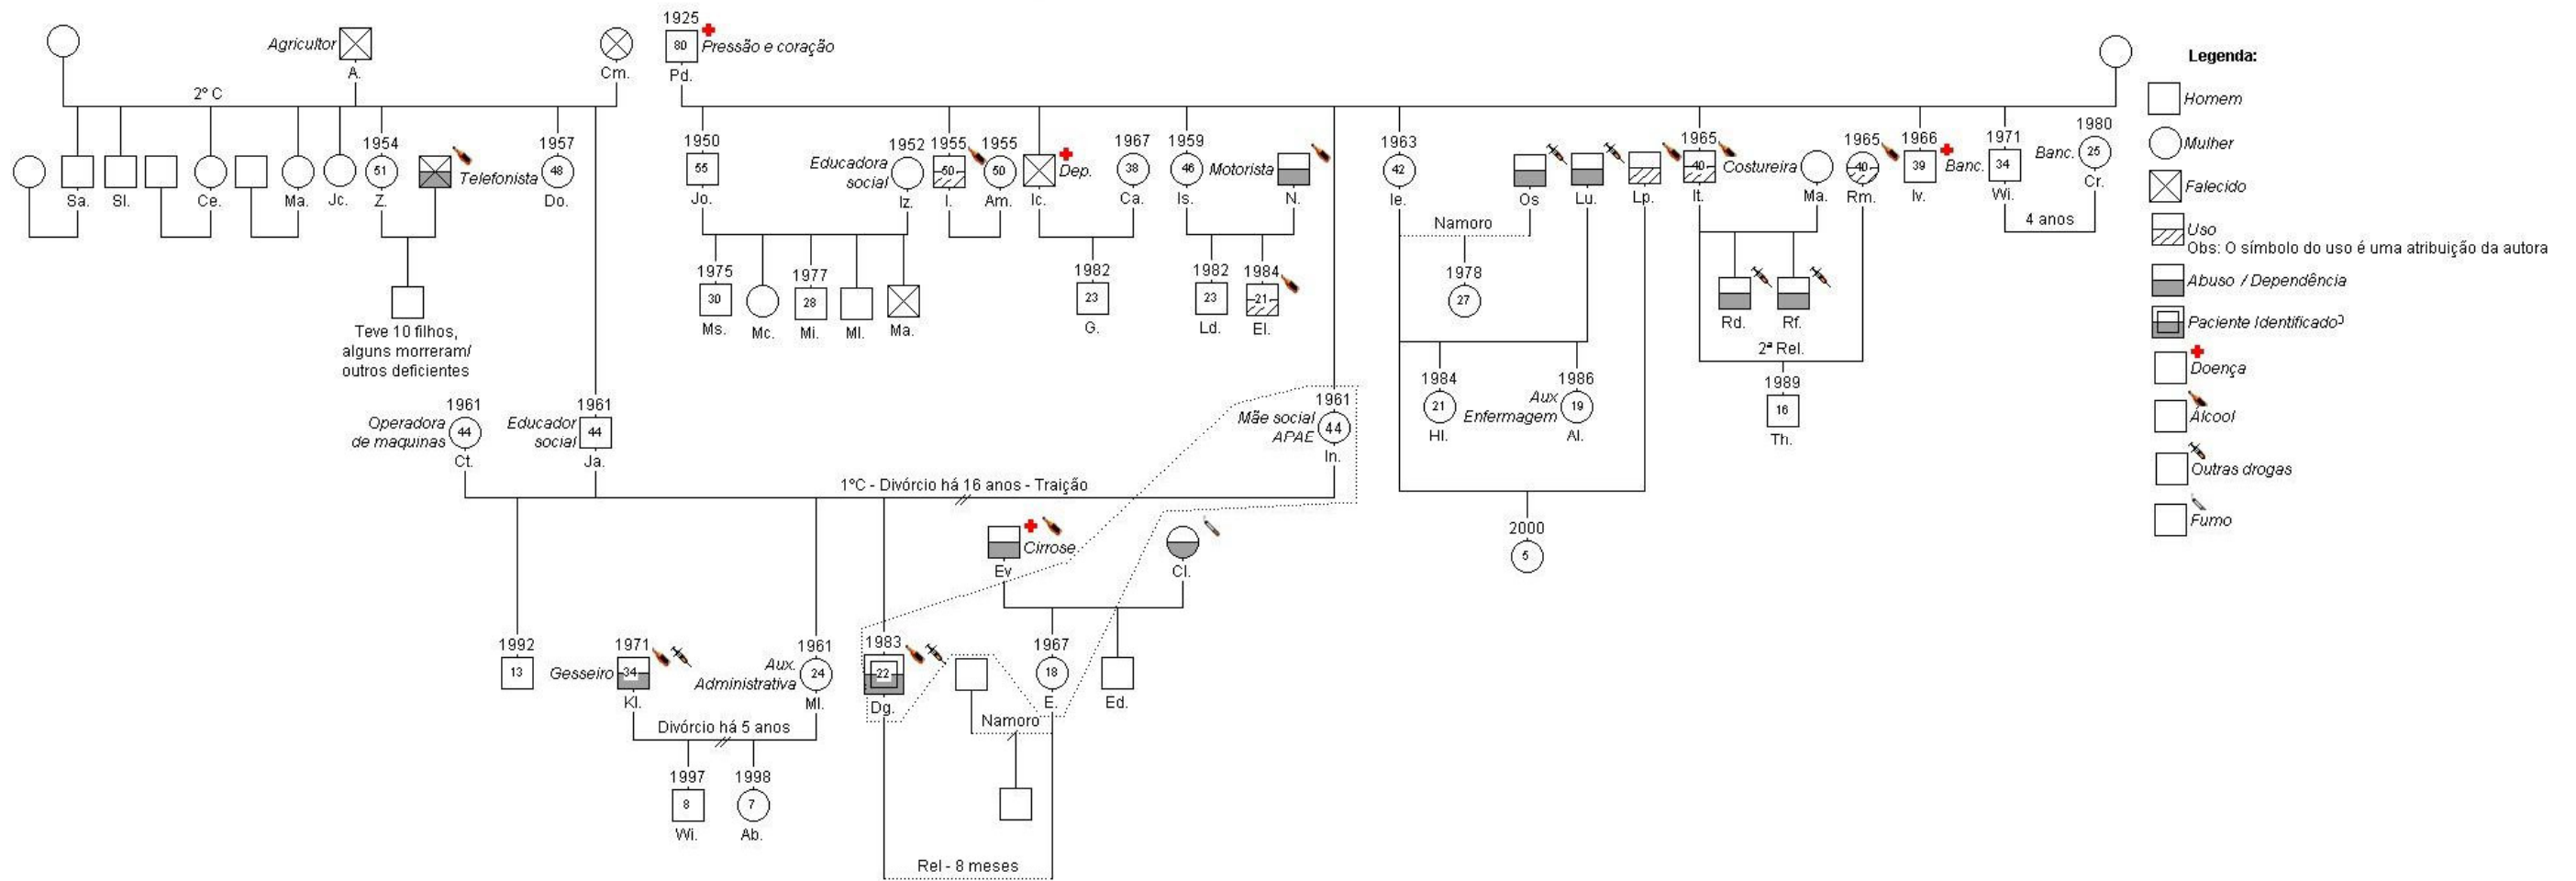 Agricultor
A.
Cm.
1925
80
Pressão e coração
Pd.
2º C
Sa.
Sl.
Ce.
Ma.
Jc.
1954
51
Z.
Telefonista
1957
48
Do.
Teve 10 filhos,
alguns morreram/
outros deficientes
1950
55
Jo.
Educadora
social
1952
Iz.
1955
50
I.
1955
50
Am.
Dep.
Ic.
1967
38
Ca.
1959
46
Is.
Motorista
N.
1963
42
Ie.
Os
Lu.
Lp.
1965
40
It.
Costureira
Ma.
1965
40
Rm.
1966
39
Iv.
Banc.
1971
34
Wi.
Banc.
1980
25
Cr.
4 anos
Namoro
1975
30
Ms.
Mc.
1977
28
Mi.
Ml.
Ma.
1982
23
G.
1982
23
Ld.
1984
21
El.
1978
27
Rd.
Rf.
2ª Rel.
1984
21
Hl.
Aux
Enfermagem
1986
19
Al.
1989
16
Th.
Operadora
de maquinas
1961
44
Ct.
Educador
social
1961
44
Ja.
Mãe social
APAE
1961
44
In.
1ºC - Divórcio há 16 anos - Traição
Cirrose
Ev
Cl.
2000
5
1992
13
Gesseiro
1971
34
Kl.
Aux.
Administrativa
1961
24
Ml.
1983
22
Dg.
1967
18
E.
Ed.
Divórcio há 5 anos
Namoro
1997
8
Wi.
1998
7
Ab.
Rel - 8 meses
Legenda:
Homem
Mulher
Falecido
Uso
Obs: O símbolo do uso é uma atribuição da autora
Abuso / Dependência
Paciente Identificado
Doença
Álcool
Outras drogas
Fumo